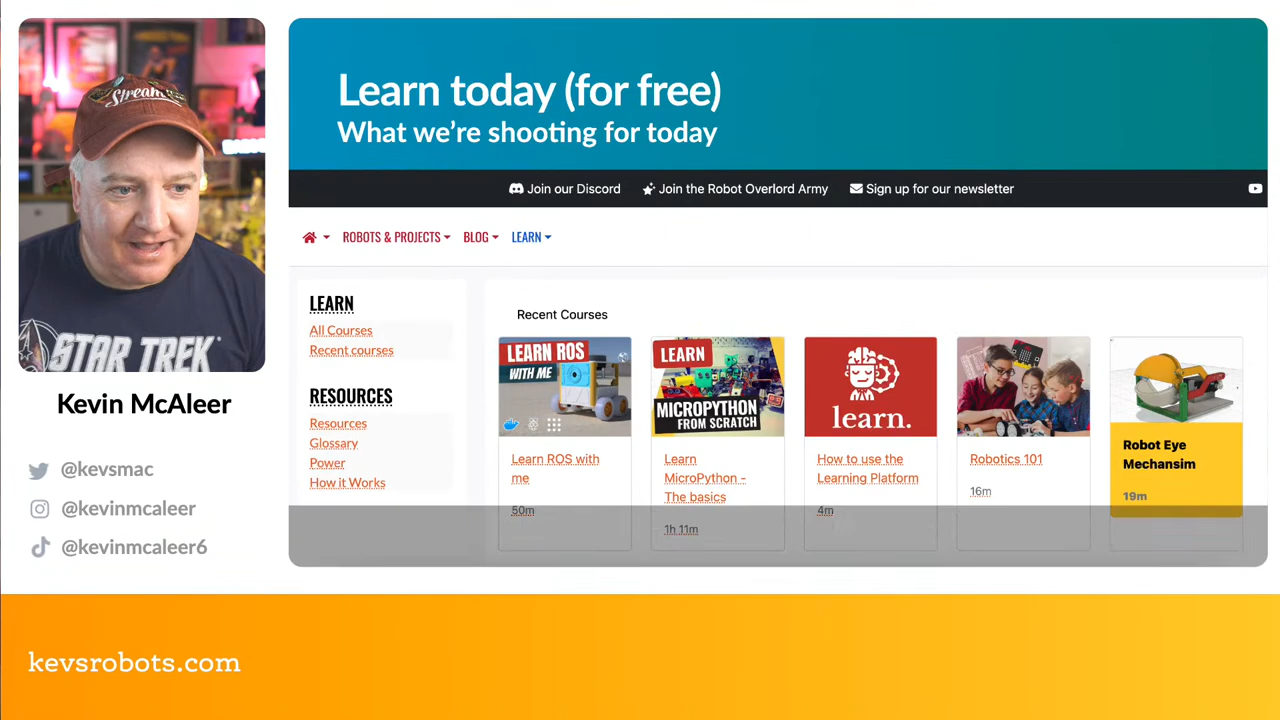 Stream
STAR TREK
Kevin McAleer
@kevsmac
@kevinmcaleer
@kevinmcaleer6
Learn today (for free)
What we're shooting for today
Join our Discord
Join the Robot Overlord Army
Sign up for our newsletter
ROBOTS & PROJECTS
BLOG
LEARN
LEARN
All Courses
Recent courses
RESOURCES
Resources
Glossary
Power
How it Works
Recent Courses
LEARN ROS
WITH ME
Learn ROS with
me
50m
LEARN
MICROPYTHON
FROM SCRATCH
Learn
MicroPython -
The basics
1h 11m
learn.
How to use the
Learning Platform
4m
Robotics 101
16m
Robot Eye
Mechansim
19m
kevsrobots.com